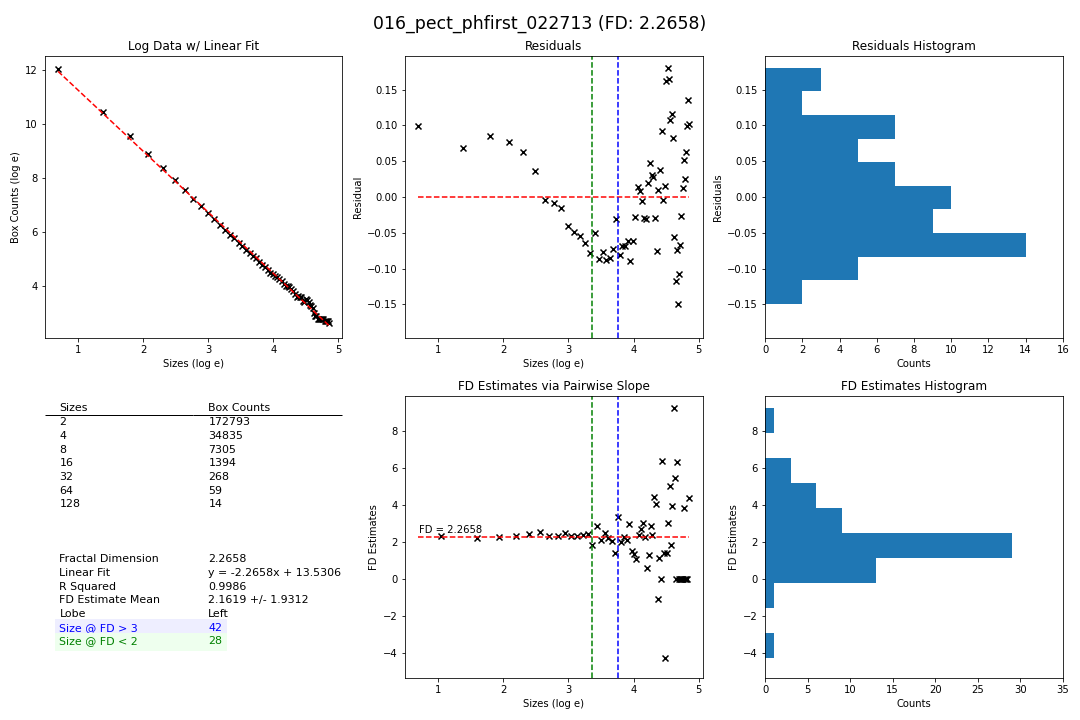 016_pect_phfirst_022713 (FD: 2.2658)
Log Data w/ Linear Fit
Box Counts (log e)
12
10
8
6
4
1 2 3 4 5
Sizes (log e)
Residuals
Residual
0.15
0.10
0.05
0.00
−0.05
−0.10
−0.15
1 2 3 4 5
Sizes (log e)
Residuals Histogram
Residuals
0.15
0.10
0.05
0.00
−0.05
−0.10
−0.15
0 2 4 6 8 10 12 14 16
Counts
Sizes Box Counts
2 172793
4 34835
8 7305
16 1394
32 268
64 59
128 14
Fractal Dimension 2.2658
Linear Fit y = -2.2658x + 13.5306
R Squared 0.9986
FD Estimate Mean 2.1619 +/- 1.9312
Lobe Left
Size @ FD > 3 42
Size @ FD < 2 28
FD Estimates via Pairwise Slope
FD Estimates
8
6
4
2
0
−2
−4
FD = 2.2658
1 2 3 4 5
Sizes (log e)
FD Estimates Histogram
FD Estimates
8
6
4
2
0
−2
−4
0 5 10 15 20 25 30 35
Counts